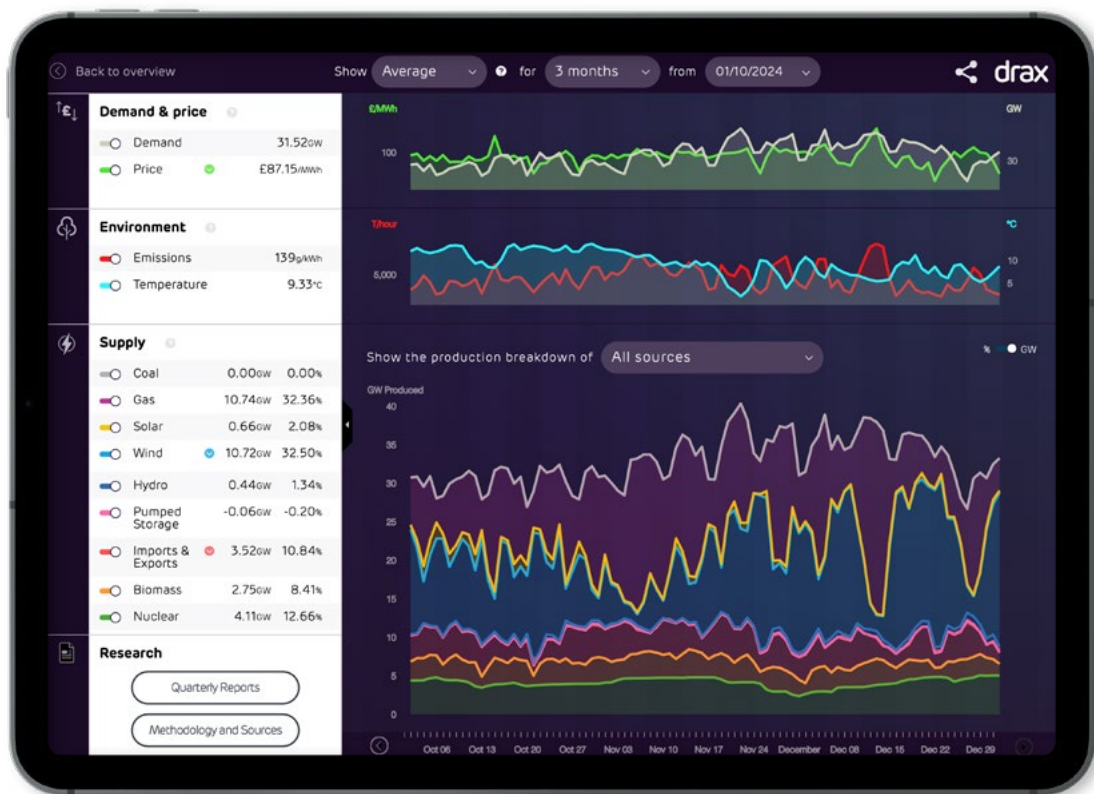 Back to overview
Show Average for 3 months from 01/10/2024
drax
Demand & price
Demand 31.52GW
Price £87.15/MWh
Environment
Emissions 139g/kWh
Temperature 9.33°C
Supply
Coal 0.00GW 0.00%
Gas 10.74GW 32.36%
Solar 0.66GW 2.08%
Wind 10.72GW 32.50%
Hydro 0.44GW 1.34%
Pumped
Storage -0.06GW -0.20%
Imports &
Exports 3.52GW 10.84%
Biomass 2.75GW 8.41%
Nuclear 4.11GW 12.66%
Research
Quarterly Reports
Methodology and Sources
£/MWh GW
100 30
T/hour °C
10
5,000 5
Show the production breakdown of All sources
% GW
GW Produced
40
35
30
25
20
15
10
5
0
Oct 06 Oct 13 Oct 20 Oct 27 Nov 03 Nov 10 Nov 17 Nov 24 December Dec 08 Dec 15 Dec 22 Dec 29